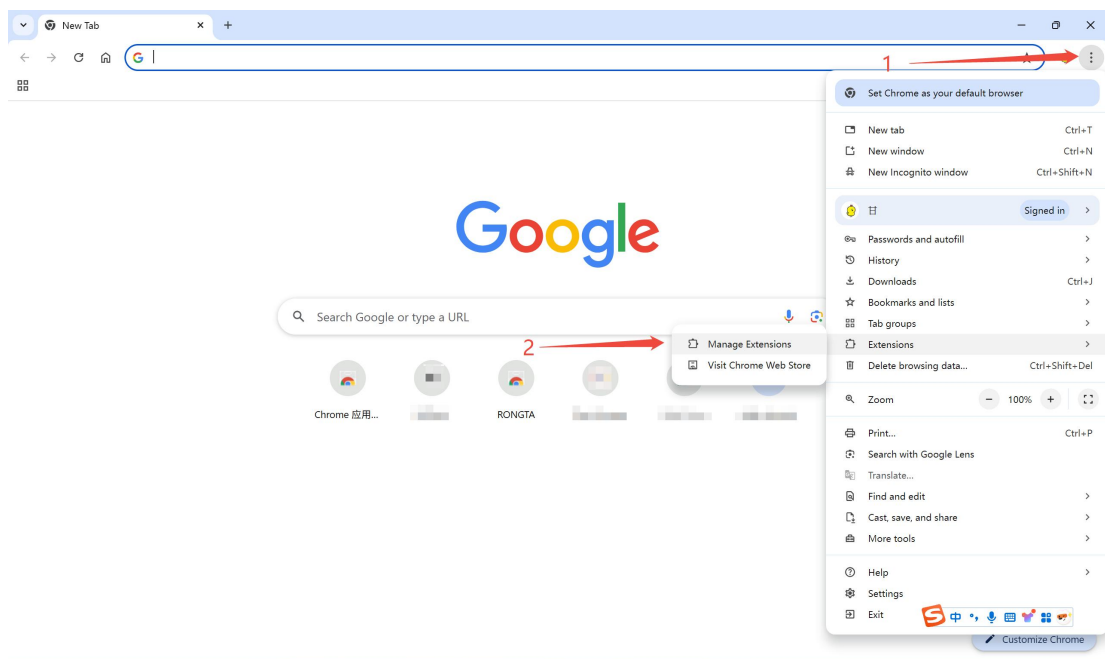 New Tab
1
Set Chrome as your default browser
New tab Ctrl+T
New window Ctrl+N
New Incognito window Ctrl+Shift+N
Signed in
Passwords and autofill
History
Downloads Ctrl+J
Bookmarks and lists
Tab groups
Extensions
Delete browsing data... Ctrl+Shift+Del
Zoom 100%
Print... Ctrl+P
Search with Google Lens
Translate...
Find and edit
Cast, save, and share
More tools
Help
Settings
Exit
中
Customize Chrome
Google
Search Google or type a URL
2
Manage Extensions
Visit Chrome Web Store
Chrome 应用...
RONGTA